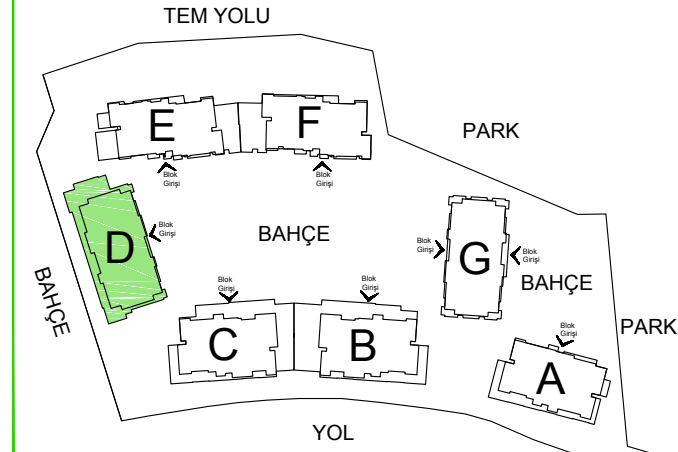 TEM YOLU
E
F
PARK
Blok
Girişi
Blok
Girişi
D
Blok
Girişi
BAHÇE
Blok
Girişi
G
Blok
Girişi
BAHÇE
BAHÇE
Blok
Girişi
Blok
Girişi
C
B
Blok
Girişi
PARK
A
YOL